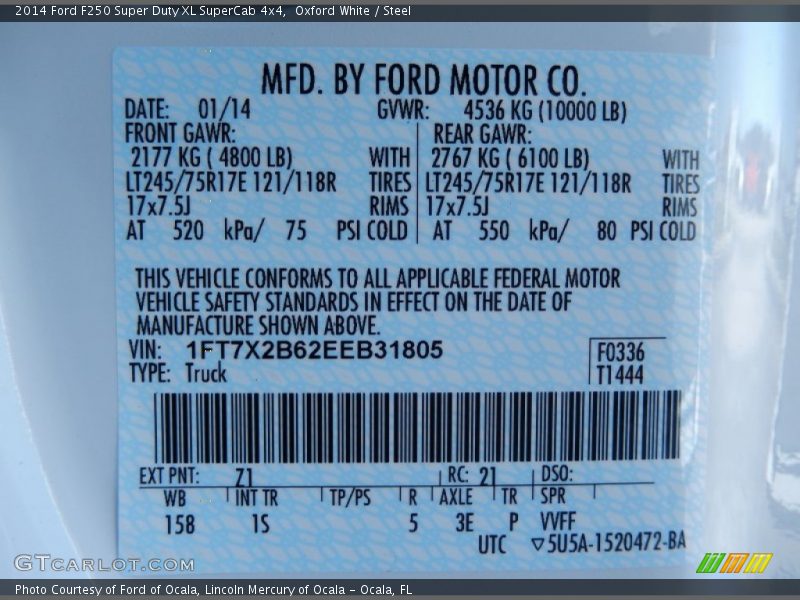 2014 Ford F250 Super Duty XL SuperCab 4x4, Oxford White / Steel
MFD. BY FORD MOTOR CO.
DATE: 01/14 GVWR: 4536 KG (10000 LB)
FRONT GAWR: REAR GAWR:
2177 KG ( 4800 LB) WITH 2767 KG ( 6100 LB) WITH
LT245/75R17E 121/118R TIRES LT245/75R17E 121/118R TIRES
17x7.5J RIMS 17x7.5J RIMS
AT 520 kPa/ 75 PSI COLD AT 550 kPa/ 80 PSI COLD
THIS VEHICLE CONFORMS TO ALL APPLICABLE FEDERAL MOTOR
VEHICLE SAFETY STANDARDS IN EFFECT ON THE DATE OF
MANUFACTURE SHOWN ABOVE.
VIN: 1FT7X2B62EEB31805 F0336
TYPE: Truck T1444
EXT PNT: Z1 RC: 21 DSO:
WB INT TR TP/PS R AXLE TR SPR
158 1S 5 3E P VVFF
UTC ▽5U5A-1520472-BA
GTCARLOT.COM
Photo Courtesy of Ford of Ocala, Lincoln Mercury of Ocala – Ocala, FL